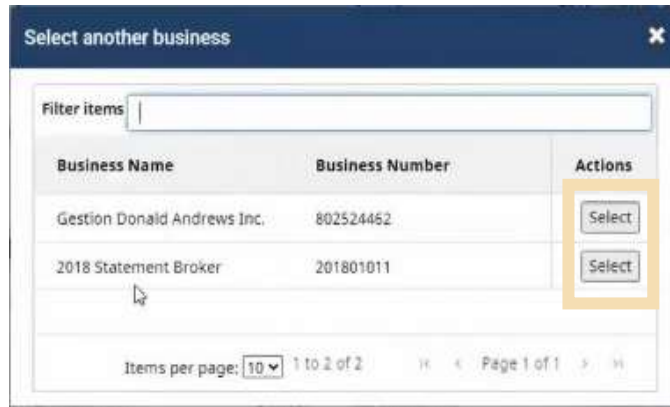 Select another business
Filter items
Business Name Business Number Actions
Gestion Donald Andrews Inc. 802524462 Select
2018 Statement Broker 201801011 Select
Items per page: 10 1 to 2 of 2 Page 1 of 1